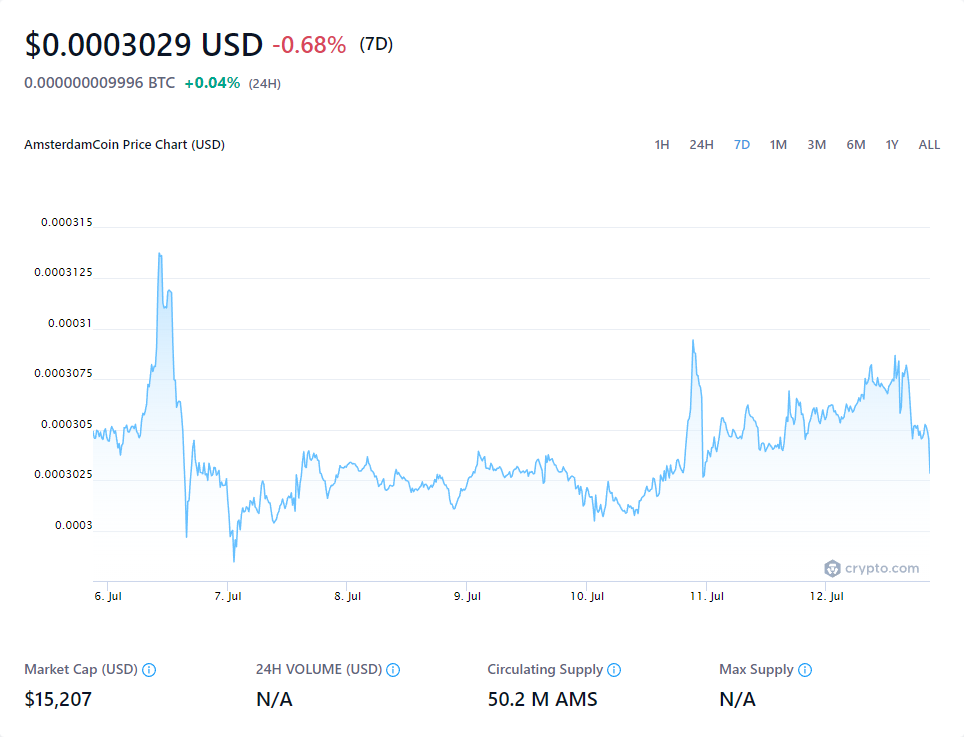 $0.0003029 USD -0.68% (7D)
0.000000009996 BTC +0.04% (24H)
AmsterdamCoin Price Chart (USD) 1H 24H 7D 1M 3M 6M 1Y ALL
0.000315
0.0003125
0.00031
0.0003075
0.000305
0.0003025
0.0003
crypto.com
6. Jul 7. Jul 8. Jul 9. Jul 10. Jul 11. Jul 12. Jul
Market Cap (USD) 24H VOLUME (USD) Circulating Supply Max Supply
$15,207 N/A 50.2 M AMS N/A